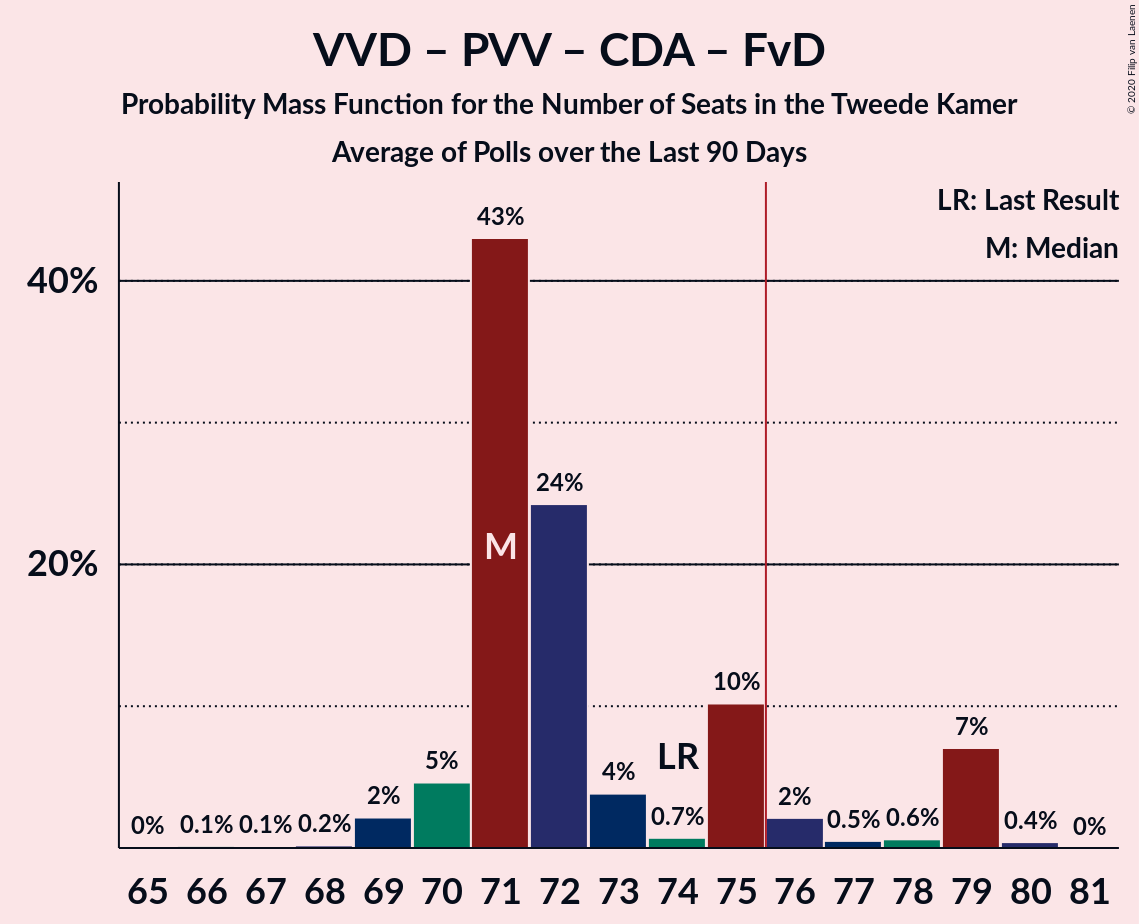 VVD – PVV – CDA – FvD
Probability Mass Function for the Number of Seats in the Tweede Kamer
Average of Polls over the Last 90 Days
© 2020 Filip van Laenen
LR: Last Result
M: Median
40%
20%
0% 0.1% 0.1% 0.2% 2% 5% 43% 24% 4% 0.7% 10% 2% 0.5% 0.6% 7% 0.4% 0%
M
LR
65 66 67 68 69 70 71 72 73 74 75 76 77 78 79 80 81